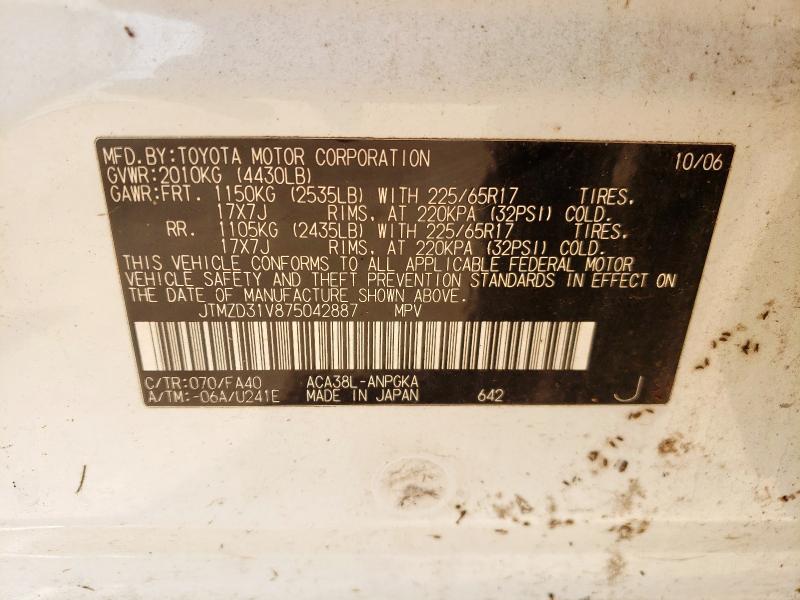 MFD.BY:TOYOTA MOTOR CORPORATION 10/06
GVWR:2010KG (4430LB)
GAWR:FRT. 1150KG (2535LB) WITH 225/65R17 TIRES.
17X7J RIMS, AT 220KPA (32PSI) COLD.
RR. 1105KG (2435LB) WITH 225/65R17 TIRES.
17X7J RIMS, AT 220KPA (32PSI) COLD.
THIS VEHICLE CONFORMS TO ALL APPLICABLE FEDERAL MOTOR
VEHICLE SAFETY AND THEFT PREVENTION STANDARDS IN EFFECT ON
THE DATE OF MANUFACTURE SHOWN ABOVE.
JTMZD31V875042887 MPV
C/TR:070/FA40 ACA38L-ANPGKA
A/TM:-06A/U241E MADE IN JAPAN 642 J